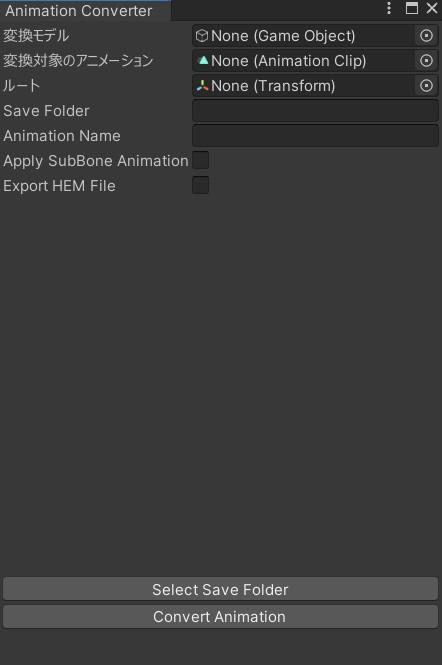 Animation Converter
変換モデル None (Game Object)
変換対象のアニメーション None (Animation Clip)
ルート None (Transform)
Save Folder
Animation Name
Apply SubBone Animation
Export HEM File
Select Save Folder
Convert Animation